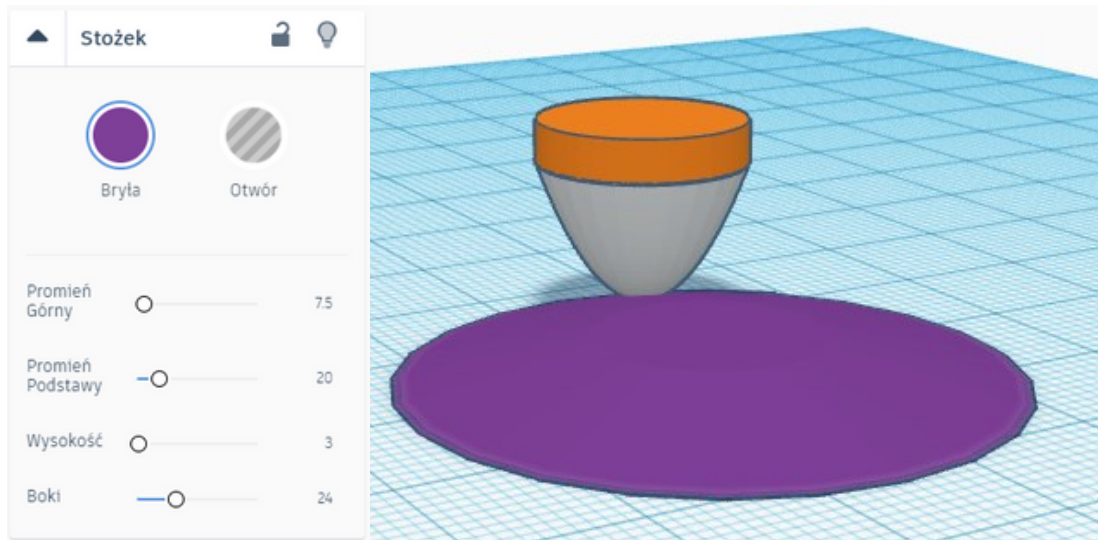 Stożek
Bryła Otwór
Promień
Górny 7.5
Promień
Podstawy 20
Wysokość 3
Boki 24